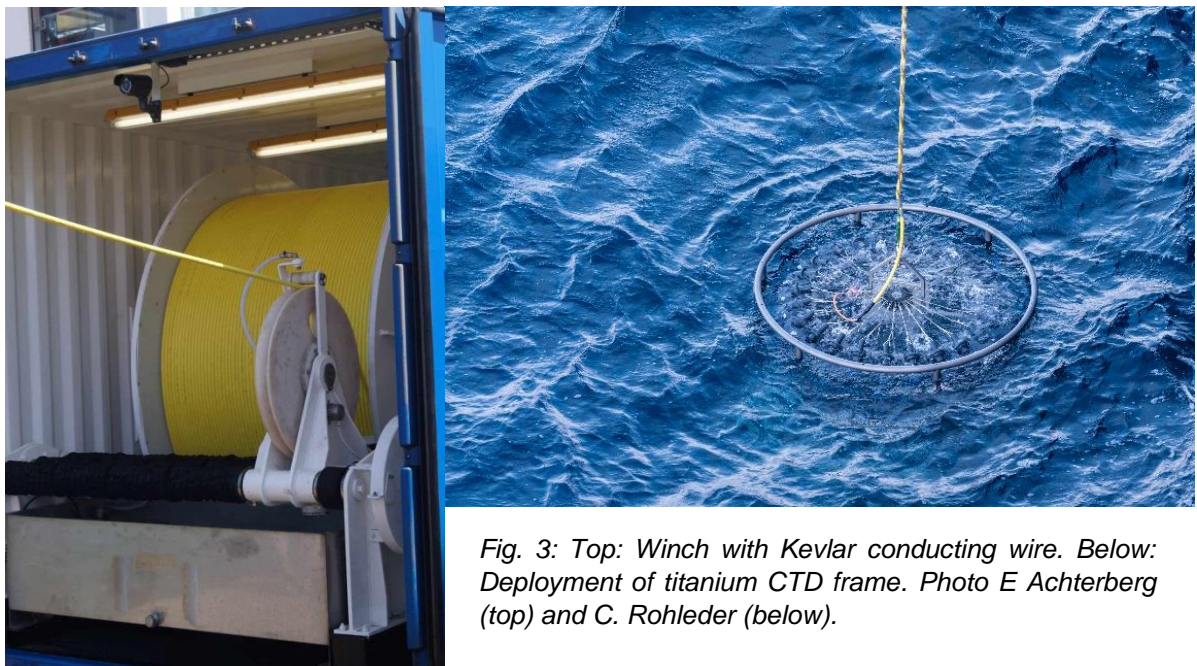 Fig. 3: Top: Winch with Kevlar conducting wire. Below:
Deployment of titanium CTD frame. Photo E Achterberg
(top) and C. Rohleder (below).